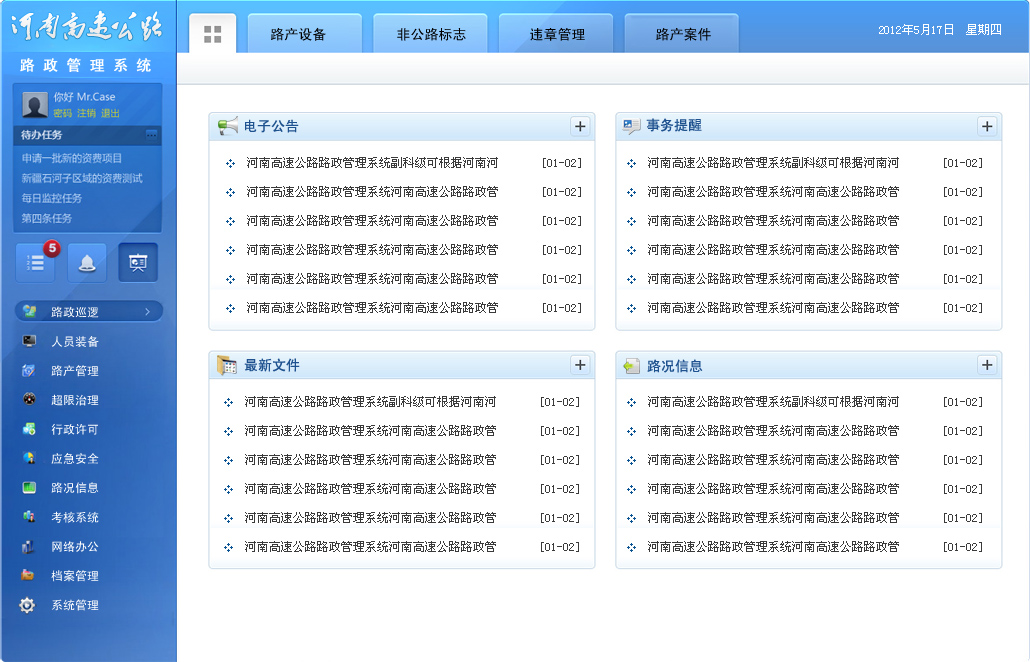 河南高速公路
路政管理系统
你好 Mr.Case
密码 注销 退出
待办任务
申请一批新的资费项目
新疆石河子区域的资费测试
每日监控任务
第四条任务
5
路政巡逻
人员装备
路产管理
超限治理
行政许可
应急安全
路况信息
考核系统
网络办公
档案管理
系统管理
路产设备 非公路标志 违章管理 路产案件
2012年5月17日 星期四
电子公告
河南高速公路路政管理系统副科级可根据河南河 [01-02]
河南高速公路路政管理系统河南高速公路路政管 [01-02]
河南高速公路路政管理系统河南高速公路路政管 [01-02]
河南高速公路路政管理系统河南高速公路路政管 [01-02]
河南高速公路路政管理系统河南高速公路路政管 [01-02]
河南高速公路路政管理系统河南高速公路路政管 [01-02]
事务提醒
河南高速公路路政管理系统副科级可根据河南河 [01-02]
河南高速公路路政管理系统河南高速公路路政管 [01-02]
河南高速公路路政管理系统河南高速公路路政管 [01-02]
河南高速公路路政管理系统河南高速公路路政管 [01-02]
河南高速公路路政管理系统河南高速公路路政管 [01-02]
河南高速公路路政管理系统河南高速公路路政管 [01-02]
最新文件
河南高速公路路政管理系统副科级可根据河南河 [01-02]
河南高速公路路政管理系统河南高速公路路政管 [01-02]
河南高速公路路政管理系统河南高速公路路政管 [01-02]
河南高速公路路政管理系统河南高速公路路政管 [01-02]
河南高速公路路政管理系统河南高速公路路政管 [01-02]
河南高速公路路政管理系统河南高速公路路政管 [01-02]
路况信息
河南高速公路路政管理系统副科级可根据河南河 [01-02]
河南高速公路路政管理系统河南高速公路路政管 [01-02]
河南高速公路路政管理系统河南高速公路路政管 [01-02]
河南高速公路路政管理系统河南高速公路路政管 [01-02]
河南高速公路路政管理系统河南高速公路路政管 [01-02]
河南高速公路路政管理系统河南高速公路路政管 [01-02]